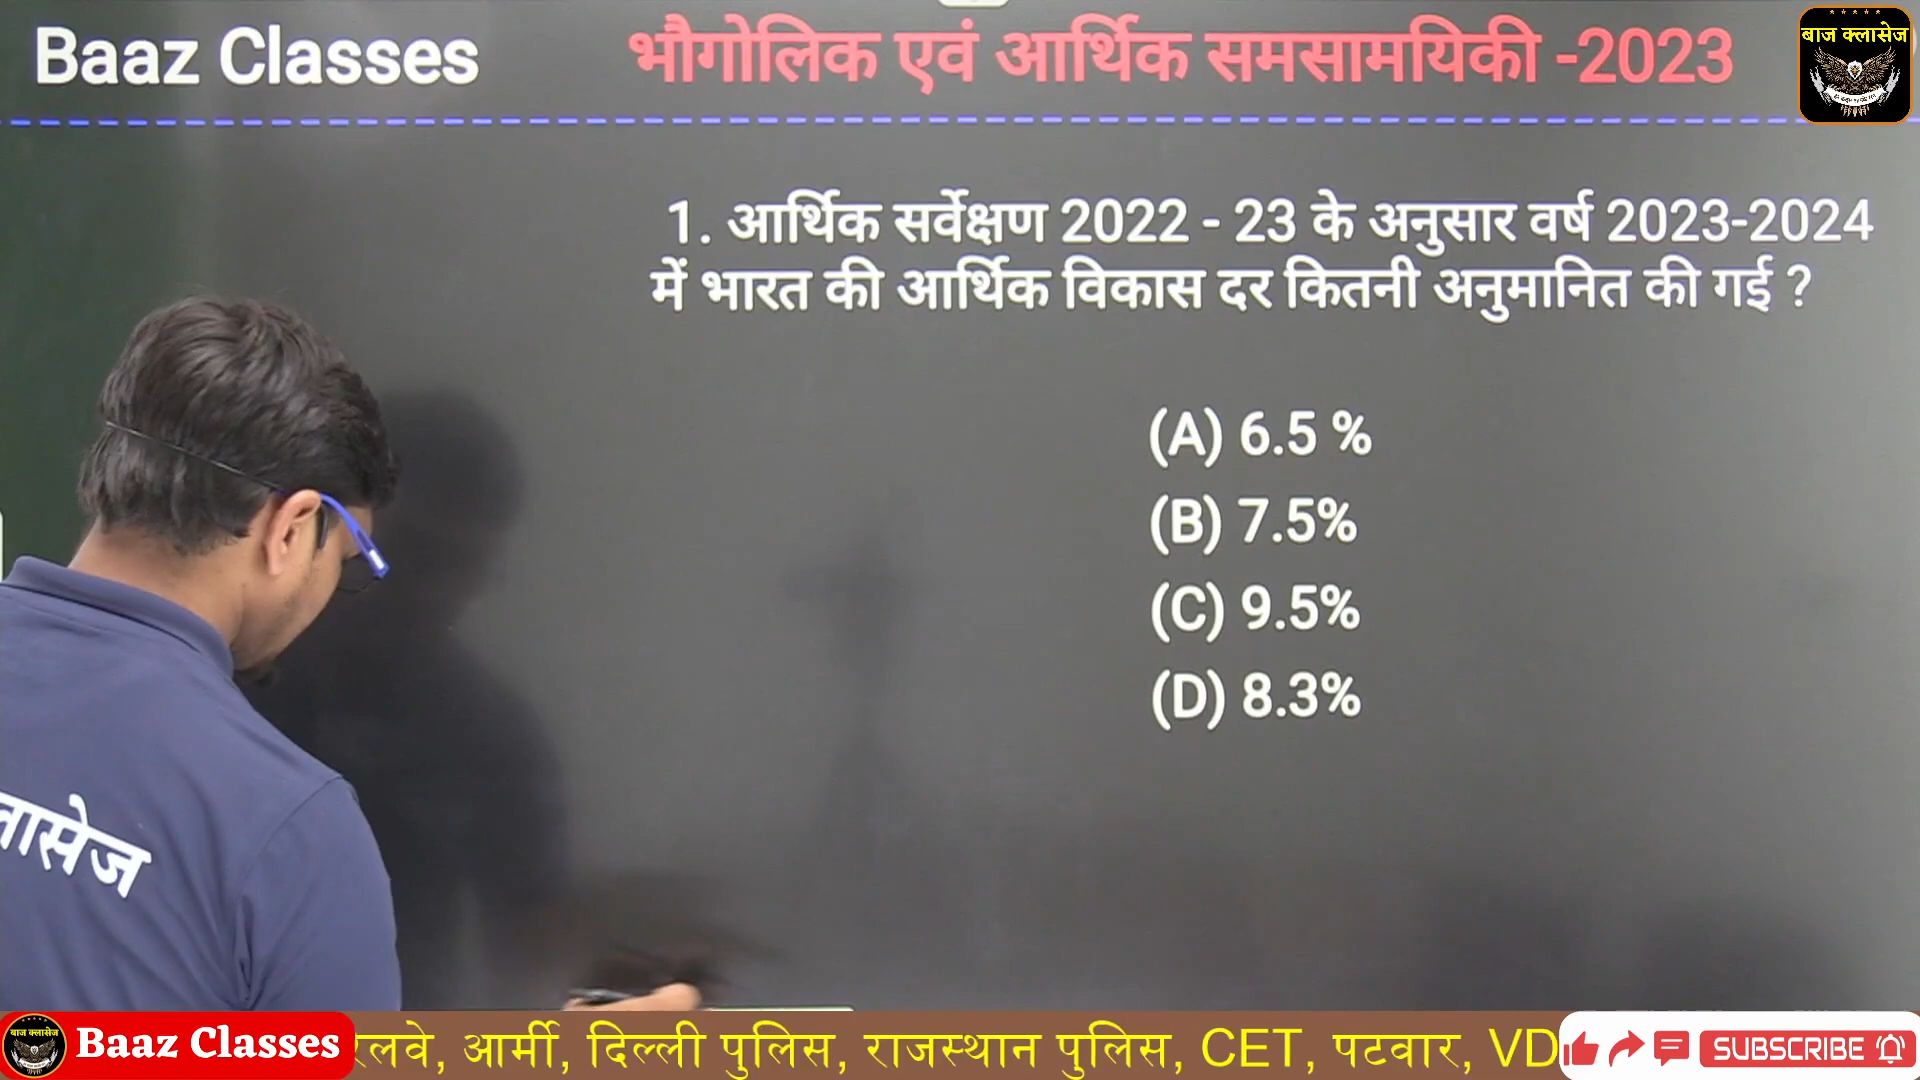 Baaz Classes
भौगोलिक एवं आर्थिक समसामयिकी -2023
बाज क्लासेज
1. आर्थिक सर्वेक्षण 2022 - 23 के अनुसार वर्ष 2023-2024
में भारत की आर्थिक विकास दर कितनी अनुमानित की गई ?
(A) 6.5 %
(B) 7.5%
(C) 9.5%
(D) 8.3%
लासेज
बाज क्लासेज
Baaz Classes
रेलवे, आर्मी, दिल्ली पुलिस, राजस्थान पुलिस, CET, पटवार, VD
SUBSCRIBE